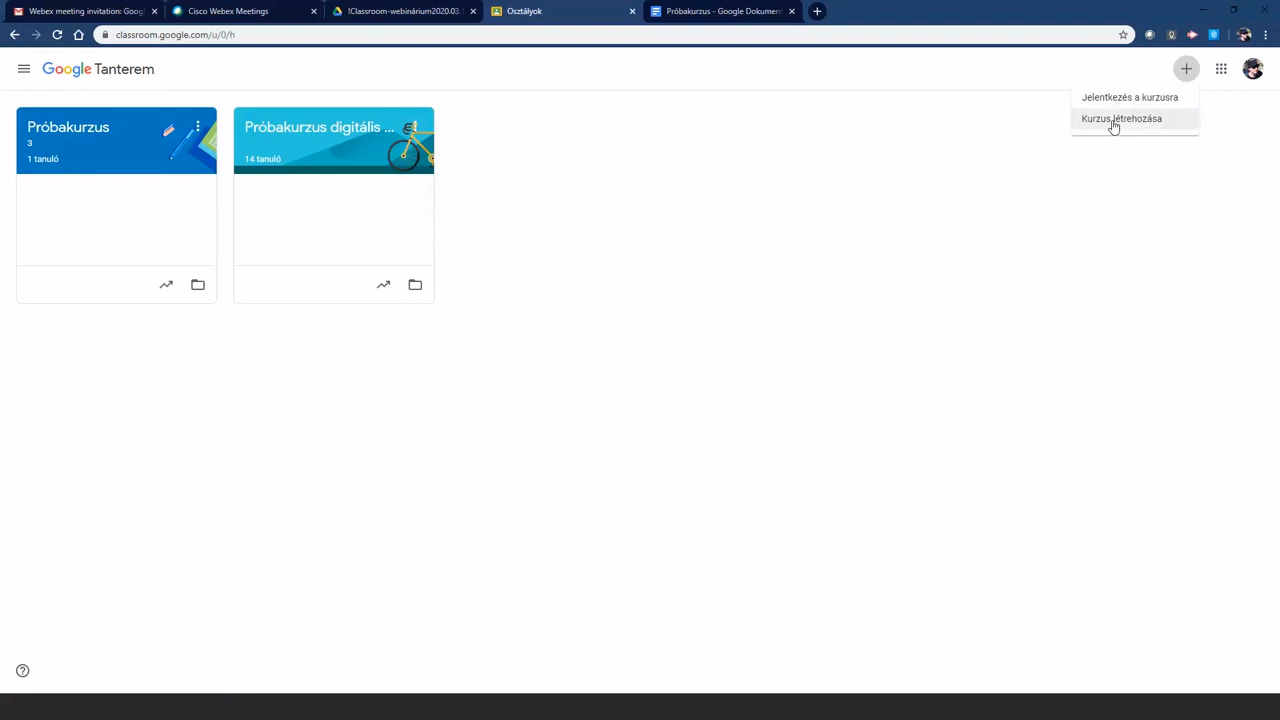 Webex meeting invitation: Goog
Cisco Webex Meetings
!Classroom-webinárium2020.03.1
Osztályok
Próbakurzus - Google Dokument
classroom.google.com/u/0/h
Google Tanterem
Jelentkezés a kurzusra
Kurzus létrehozása
Próbakurzus
3
1 tanuló
Próbakurzus digitális ...
14 tanuló